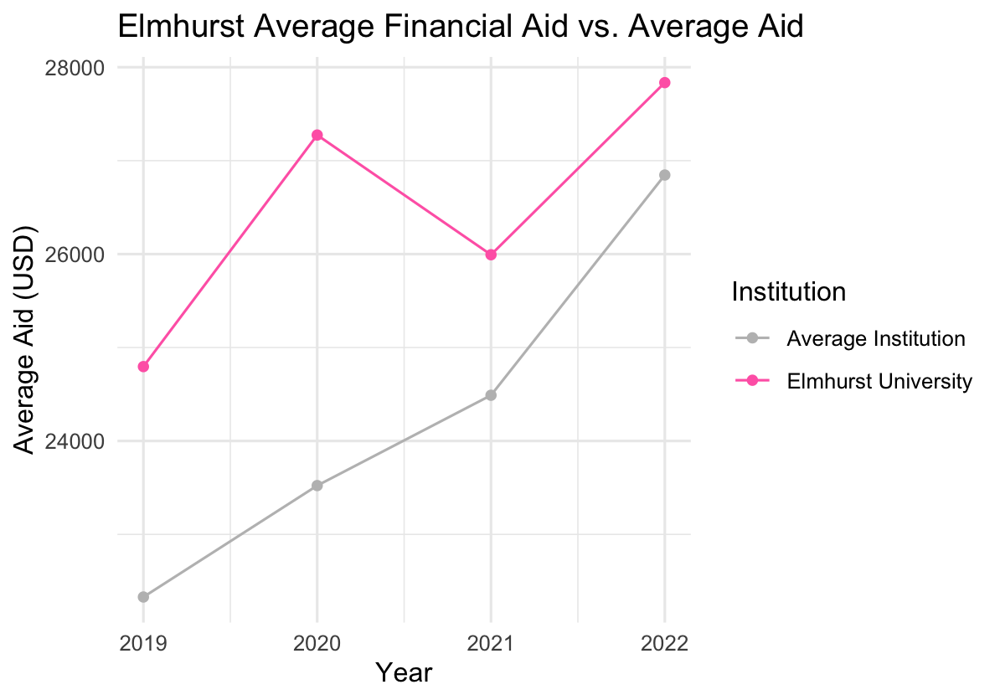 Elmhurst Average Financial Aid vs. Average Aid
28000
26000
24000
Average Aid (USD)
2019 2020 2021 2022
Year
Institution
Average Institution
Elmhurst University